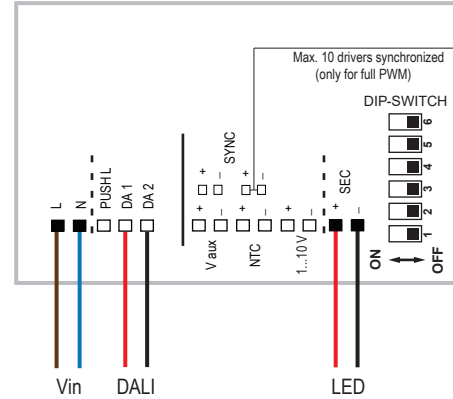 Max. 10 drivers synchronized
(only for full PWM)
DIP-SWITCH
6
5
4
3
2
1
ON
OFF
SYNC
+
–
+
–
L
N
PUSH L
DA 1
DA 2
+
–
+
–
+
–
+
SEC
–
V aux
NTC
1...10 V
Vin
DALI
LED